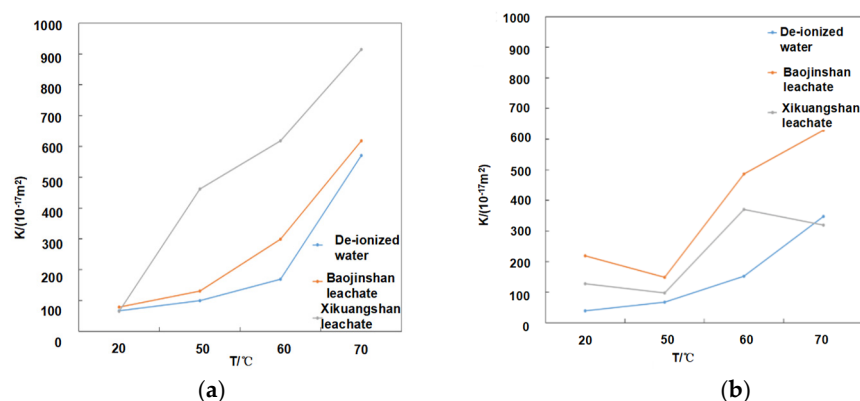 1000
900
800
700
600
500
400
300
200
100
0
K/(10⁻¹⁷m²)
20
50
60
70
T/℃
De-ionized
water
Baojinshan
leachate
Xikuangshan
leachate
(a)
1000
900
800
700
600
500
400
300
200
100
0
K/(10⁻¹⁷m²)
20
50
60
70
T/℃
De-ionized
water
Baojinshan
leachate
Xikuangshan
leachate
(b)